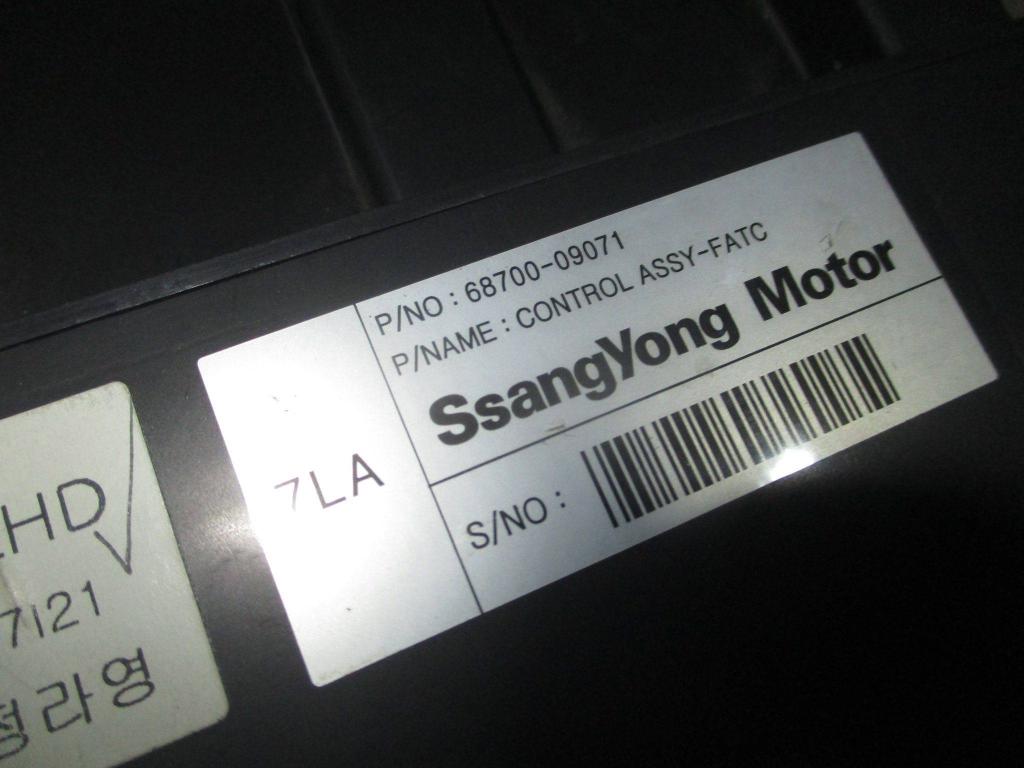 P/NO : 68700-09071
P/NAME : CONTROL ASSY-FATC
SsangYong Motor
7LA
S/NO :
HD
7121
라영